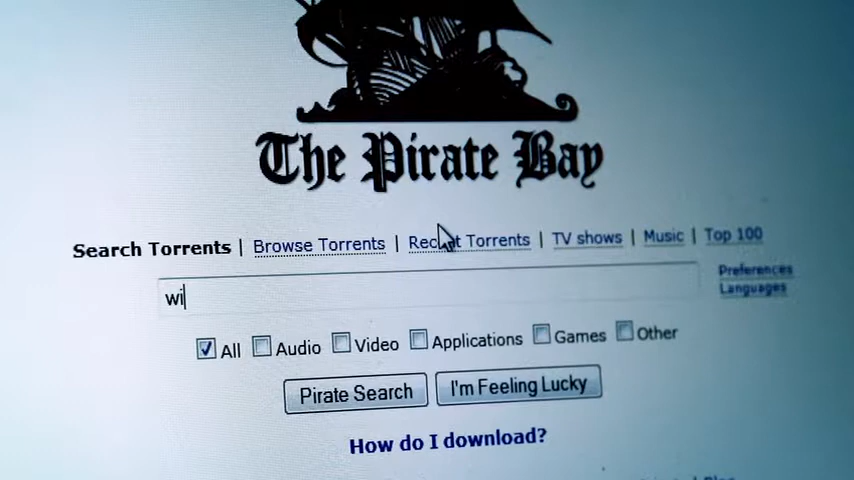 The Pirate Bay
Search Torrents | Browse Torrents | Recent Torrents | TV shows | Music | Top 100
wi
Preferences
Languages
All Audio Video Applications Games Other
Pirate Search I'm Feeling Lucky
How do I download?